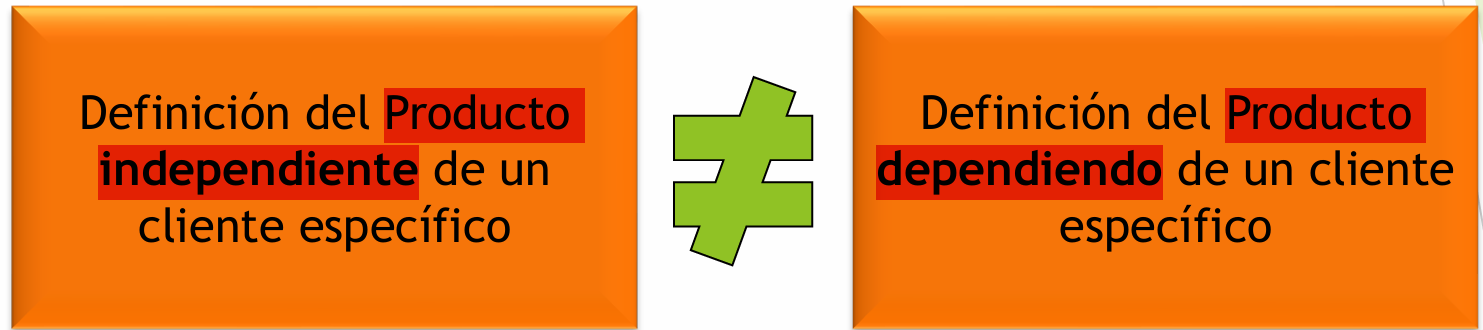 Definición del Producto
independiente de un
cliente específico
Definición del Producto
dependiendo de un cliente
específico